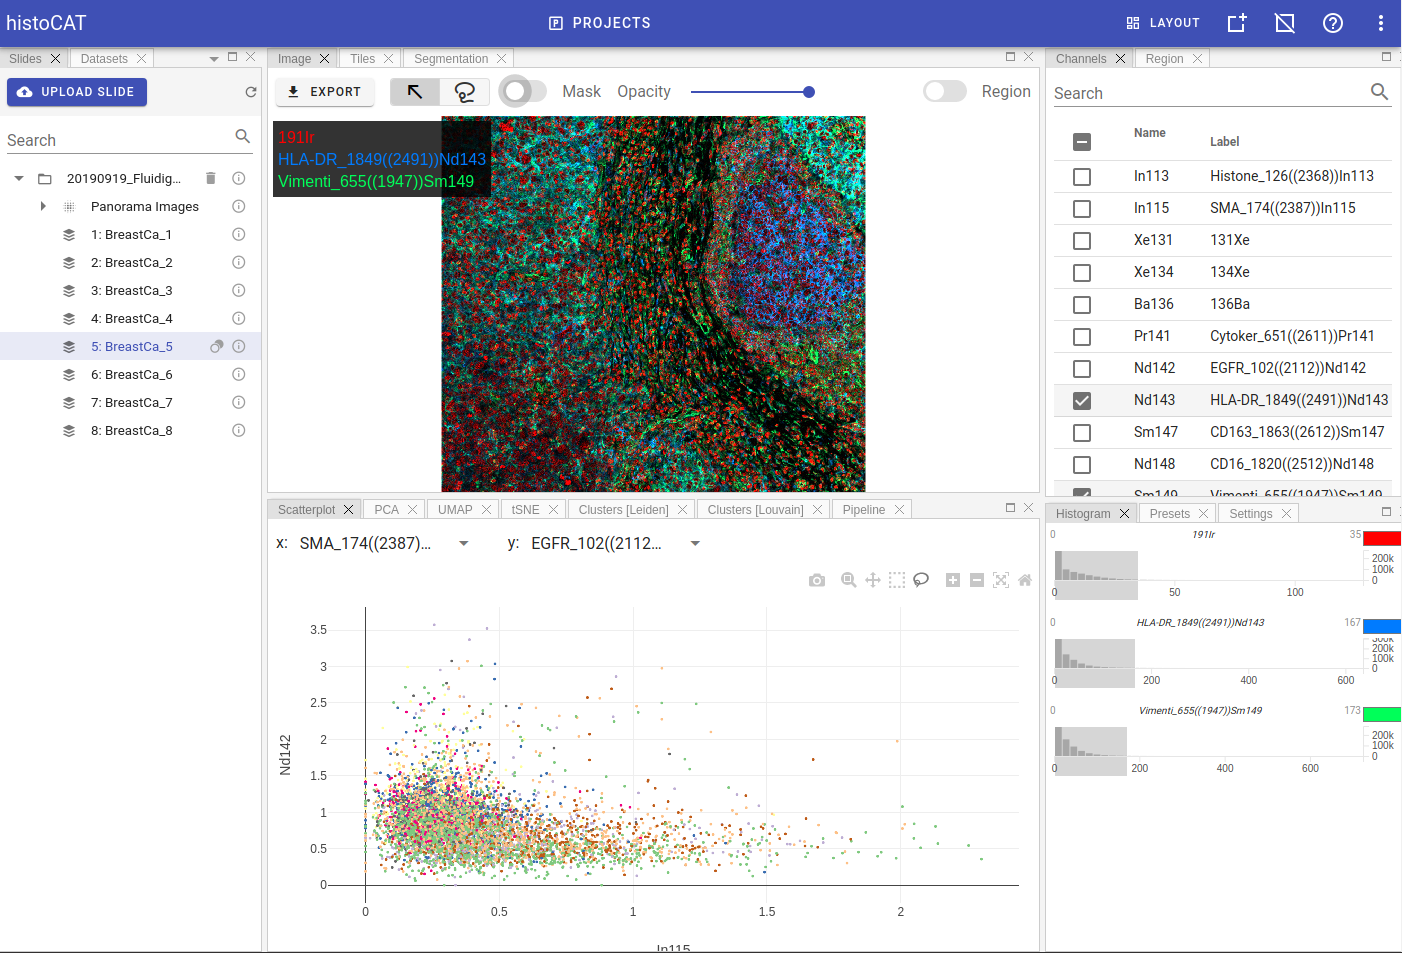 histoCAT
PROJECTS
LAYOUT
Slides
Datasets
UPLOAD SLIDE
Search
20190919_Fluidig...
Panorama Images
1: BreastCa_1
2: BreastCa_2
3: BreastCa_3
4: BreastCa_4
5: BreastCa_5
6: BreastCa_6
7: BreastCa_7
8: BreastCa_8
Image
Tiles
Segmentation
EXPORT
Mask
Opacity
Region
191Ir
HLA-DR_1849((2491))Nd143
Vimenti_655((1947))Sm149
Channels
Region
Search
Name Label
In113 Histone_126((2368))In113
In115 SMA_174((2387))In115
Xe131 131Xe
Xe134 134Xe
Ba136 136Ba
Pr141 Cytoker_651((2611))Pr141
Nd142 EGFR_102((2112))Nd142
Nd143 HLA-DR_1849((2491))Nd143
Sm147 CD163_1863((2612))Sm147
Nd148 CD16_1820((2512))Nd148
Sm149 Vimenti_655((1947))Sm149
Scatterplot
PCA
UMAP
tSNE
Clusters [Leiden]
Clusters [Louvain]
Pipeline
x: SMA_174((2387)...
y: EGFR_102((2112...
3.5
3
2.5
2
1.5
1
0.5
0
Nd142
0 0.5 1 1.5 2
In115
Histogram
Presets
Settings
0 191Ir 35
200k
100k
0
0 50 100
0 HLA-DR_1849((2491))Nd143 167
300k
200k
100k
0
0 200 400 600
0 Vimenti_655((1947))Sm149 173
200k
100k
0
0 200 400 600